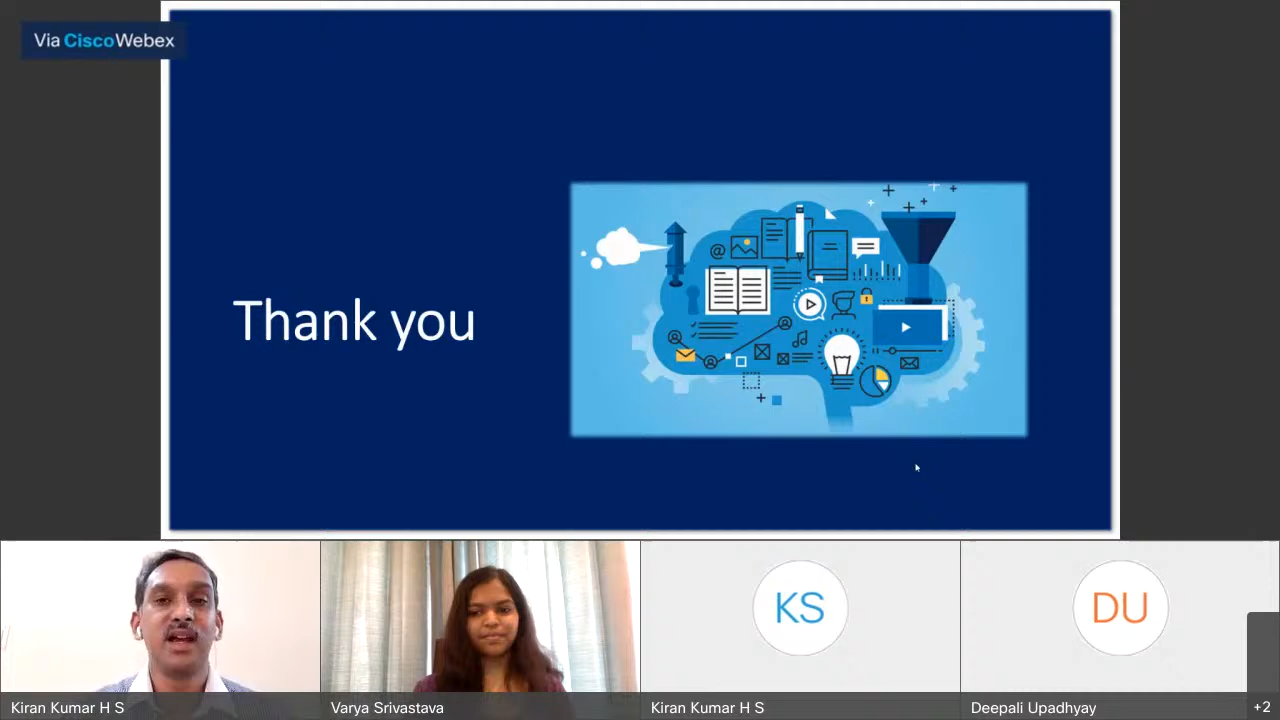 Via CiscoWebex
Thank you
@
KS
DU
Kiran Kumar H S
Varya Srivastava
Kiran Kumar H S
Deepali Upadhyay
+2